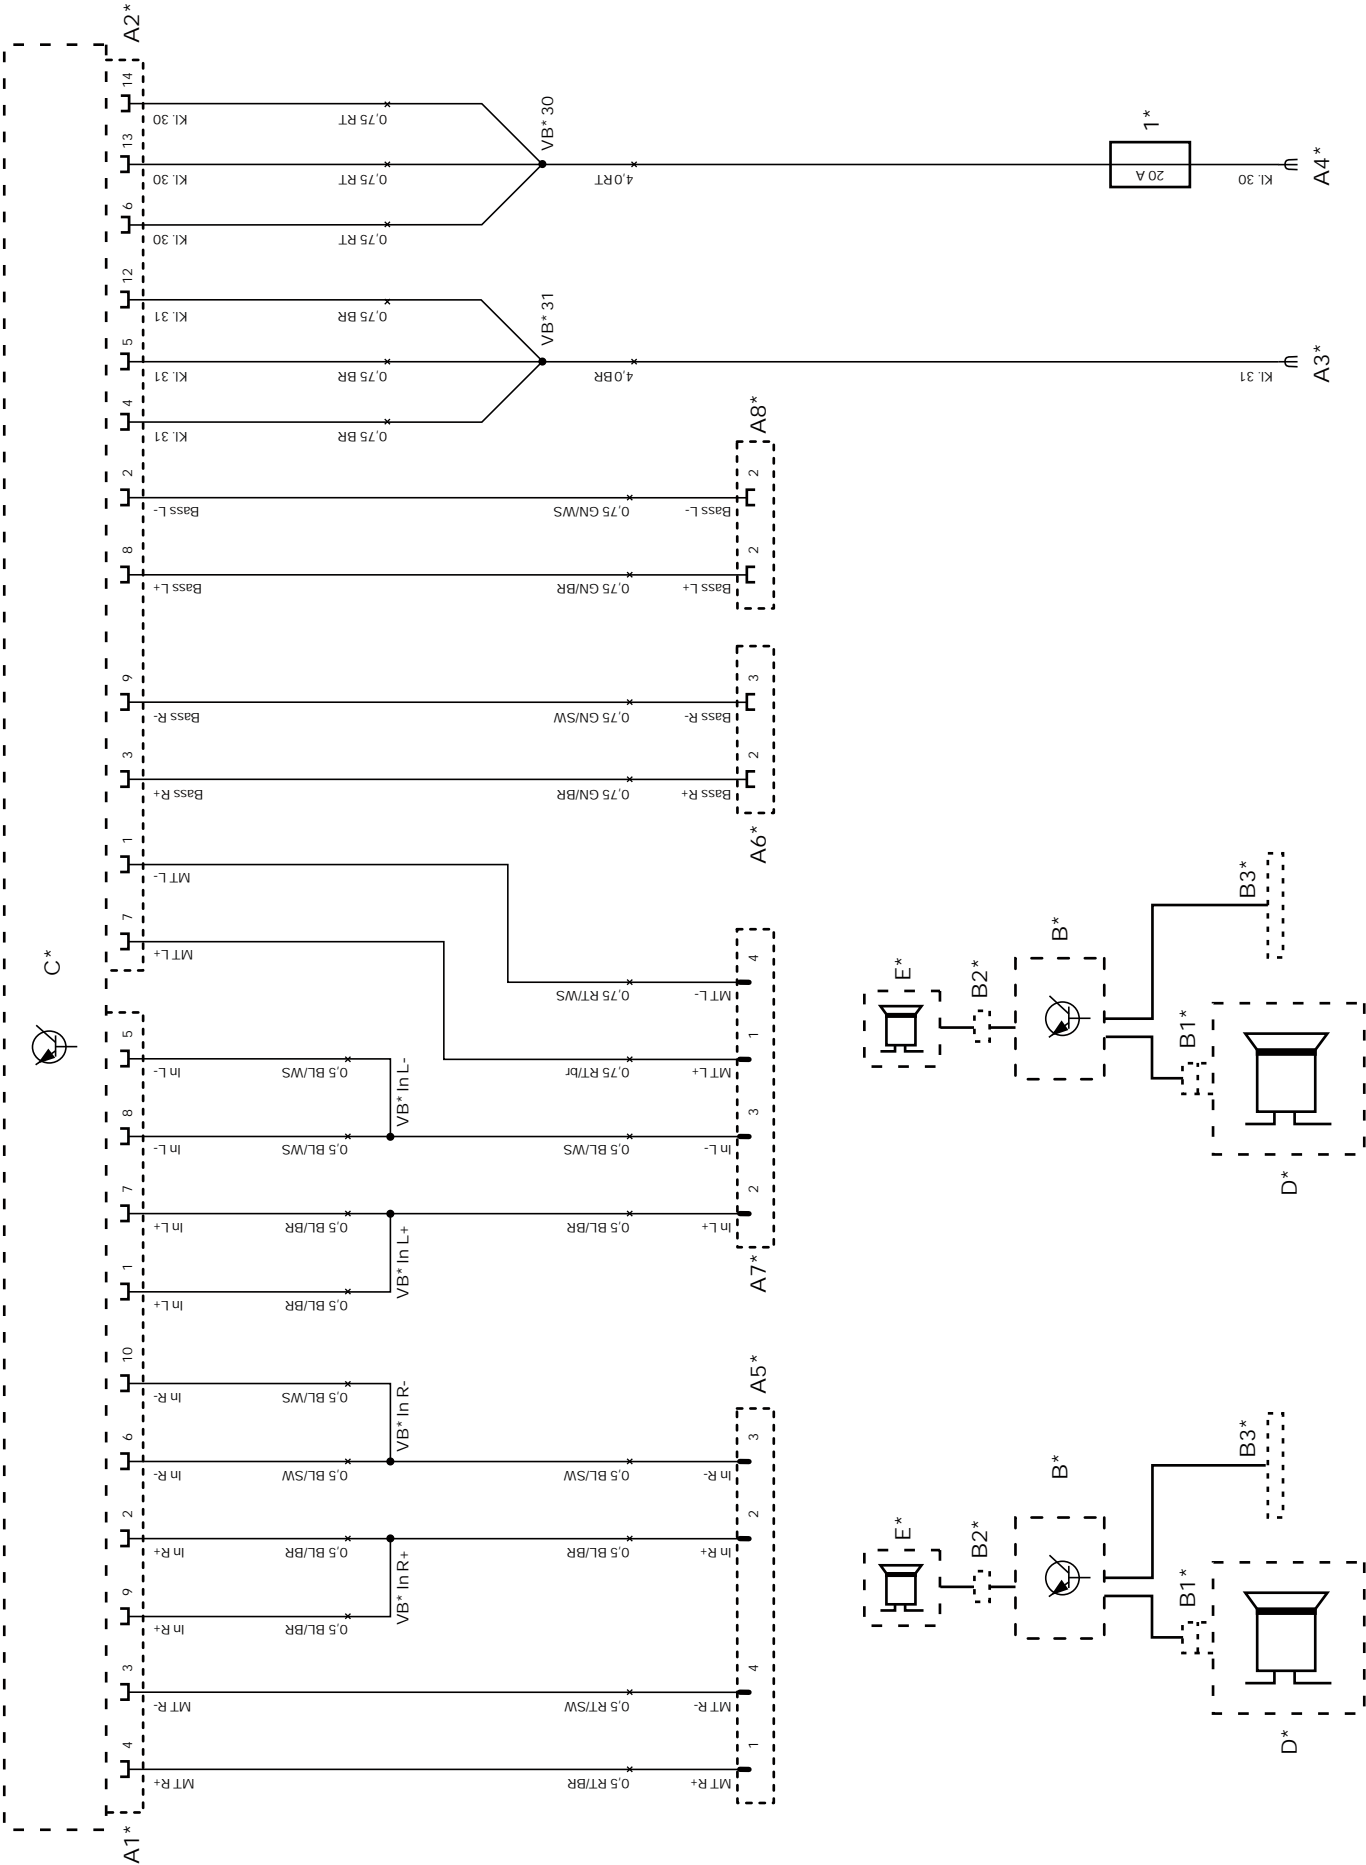 A2*
14
Kl. 30
0,75 RT
VB* 30
1*
13
Kl. 30
0,75 RT
4,0 RT
20 A
Kl. 30
A4*
6
Kl. 30
0,75 RT
12
Kl. 31
0,75 BR
VB* 31
5
Kl. 31
0,75 BR
4,0 BR
Kl. 31
A3*
4
Kl. 31
0,75 BR
A8*
2
Bass L-
0,75 GN/WS
Bass L-
2
8
Bass L+
0,75 GN/BR
Bass L+
2
9
Bass R-
0,75 GN/SW
Bass R-
3
3
Bass R+
0,75 GN/BR
Bass R+
2
A6*
1
MT L-
0,75 RT/WS
MT L-
4
7
MT L+
0,75 RT/br
MT L+
1
C*
5
In L-
0,5 BL/WS
VB* In L-
8
In L-
0,5 BL/WS
0,5 BL/WS
In L-
3
7
In L+
0,5 BL/BR
0,5 BL/BR
In L+
2
VB* In L+
1
In L+
0,5 BL/BR
A7*
10
In R-
0,5 BL/WS
VB* In R-
A5*
6
In R-
0,5 BL/SW
0,5 BL/SW
In R-
3
2
In R+
0,5 BL/BR
0,5 BL/BR
In R+
2
VB* In R+
9
In R+
0,5 BL/BR
3
MT R-
0,5 RT/SW
MT R-
4
4
MT R+
0,5 RT/BR
MT R+
1
A1*
E*
B2*
B*
B3*
B1*
D*
E*
B2*
B*
B3*
B1*
D*